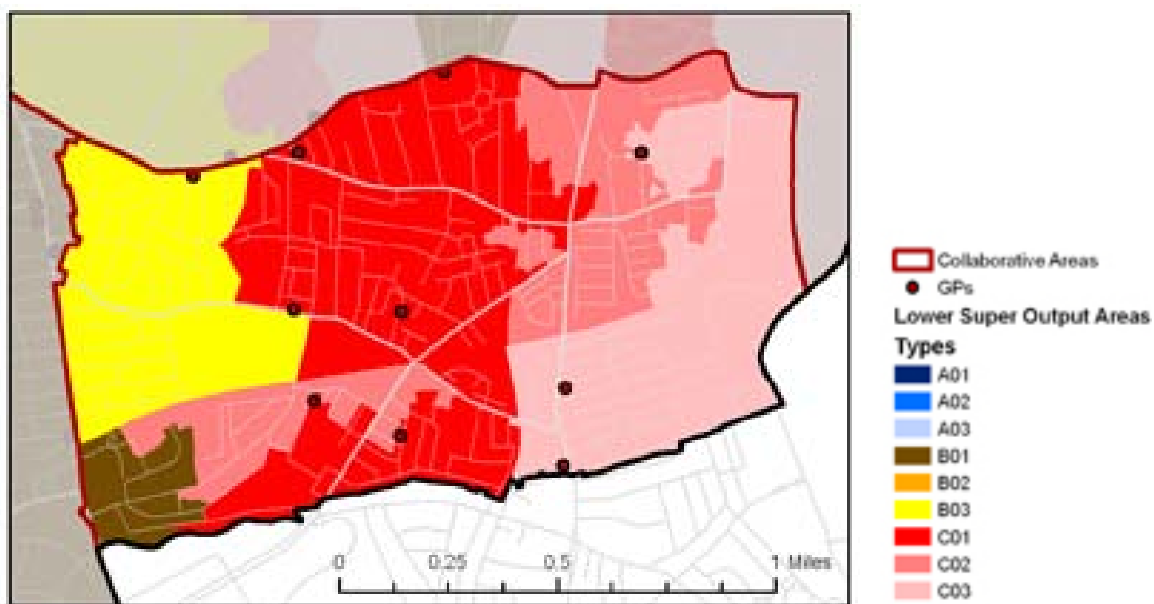 Collaborative Areas
GPs
Lower Super Output Areas
Types
A01
A02
A03
B01
B02
B03
C01
C02
C03
0 0.25 0.5 1 Miles